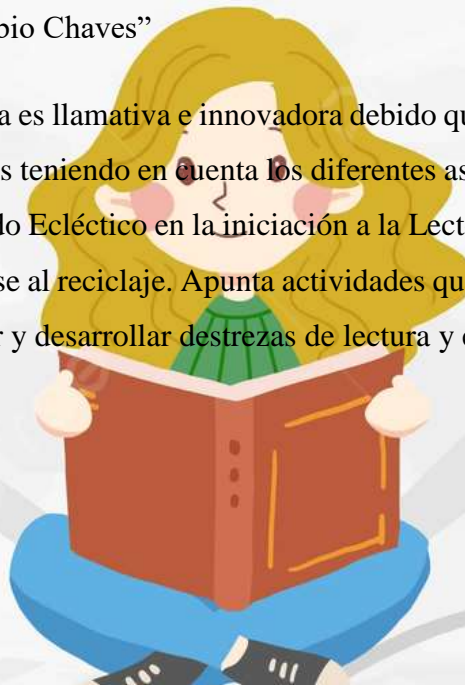 bio Chaves”
a es llamativa e innovadora debido qu
s teniendo en cuenta los diferentes as
do Ecléctico en la iniciación a la Lect
se al reciclaje. Apunta actividades qu
r y desarrollar destrezas de lectura y e